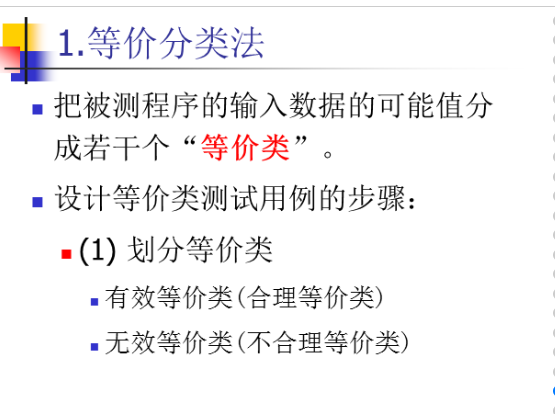 1.等价分类法
把被测程序的输入数据的可能值分
成若干个“等价类”。
设计等价类测试用例的步骤：
(1) 划分等价类
有效等价类(合理等价类)
无效等价类(不合理等价类)